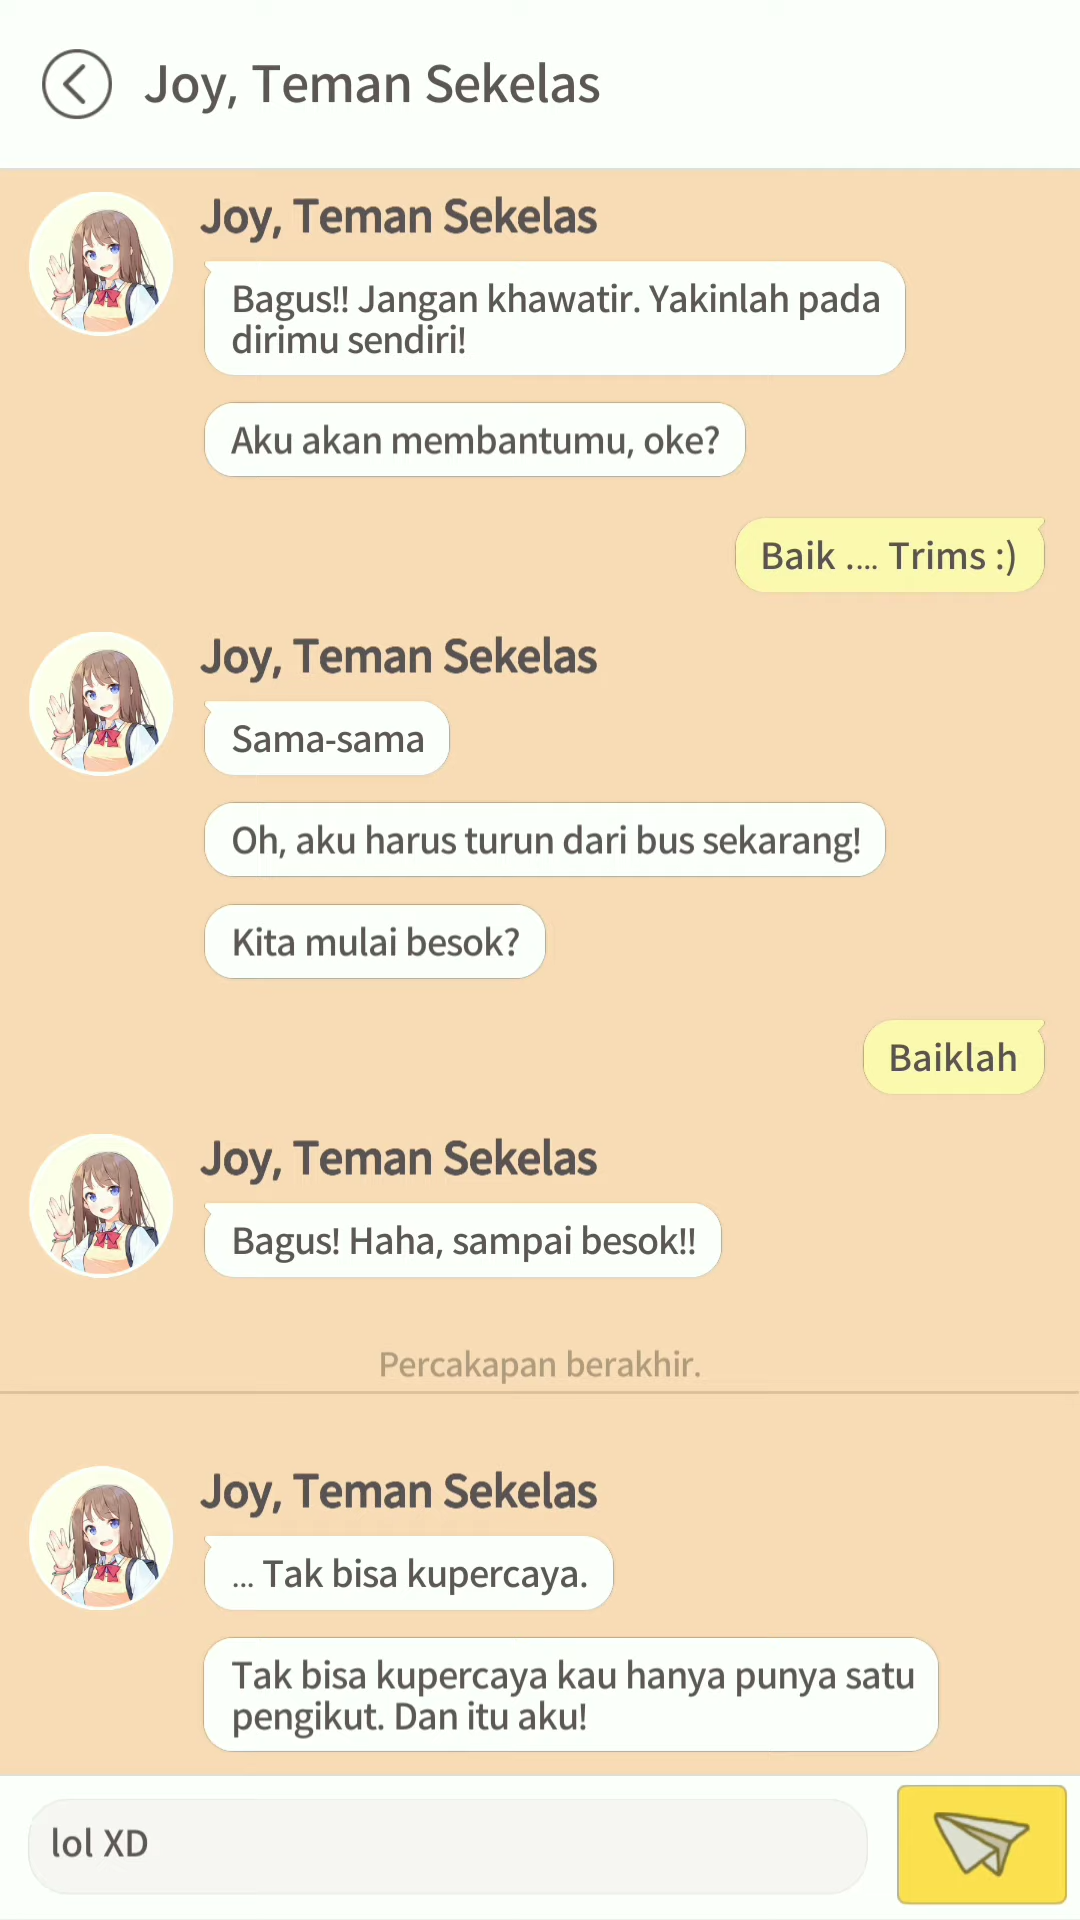 Joy, Teman Sekelas
Joy, Teman Sekelas
Bagus!! Jangan khawatir. Yakinlah pada
dirimu sendiri!
Aku akan membantumu, oke?
Baik .... Trims :)
Joy, Teman Sekelas
Sama-sama
Oh, aku harus turun dari bus sekarang!
Kita mulai besok?
Baiklah
Joy, Teman Sekelas
Bagus! Haha, sampai besok!!
Percakapan berakhir.
Joy, Teman Sekelas
... Tak bisa kupercaya.
Tak bisa kupercaya kau hanya punya satu
pengikut. Dan itu aku!
lol XD